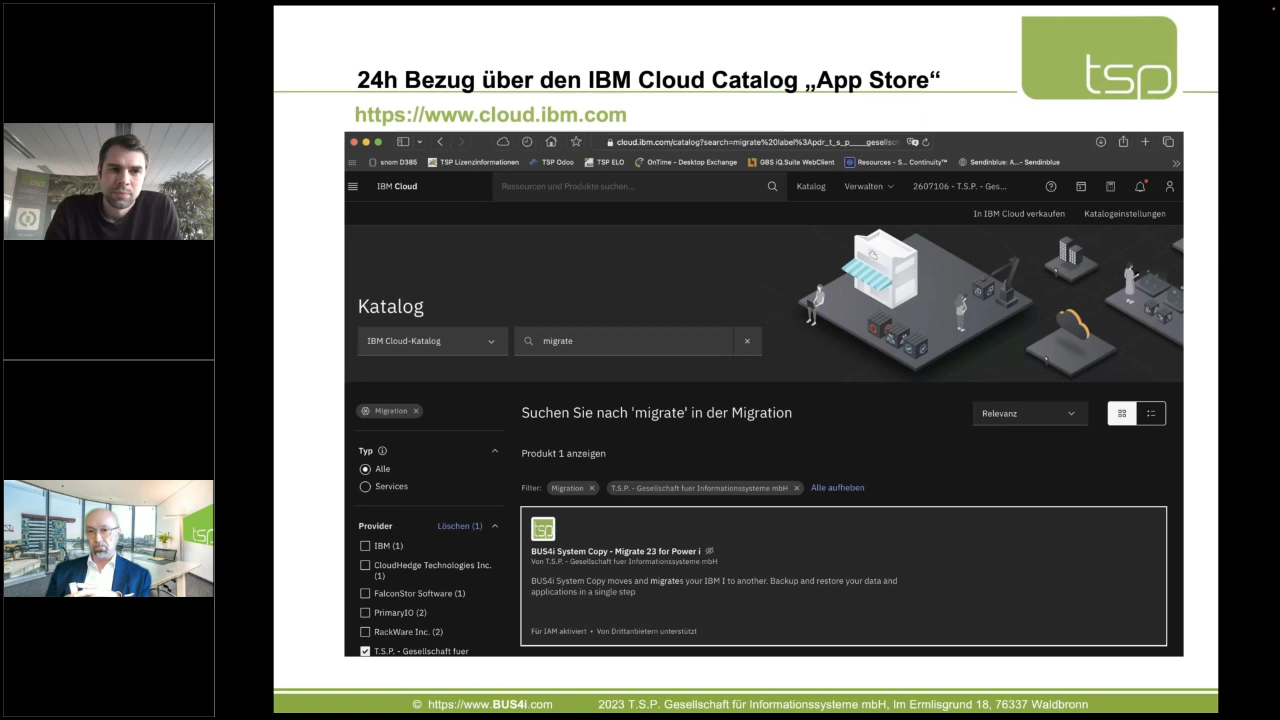 24h Bezug über den IBM Cloud Catalog „App Store“
tsp
https://www.cloud.ibm.com
cloud.ibm.com/catalog?search=migrate%20label%3Apdr_t_s_p____gesellsc
snom D385 TSP Lizenzinformationen TSP Odoo TSP ELO OnTime - Desktop Exchange GBS iQ.Suite WebClient Resources - S... Continuity™ Sendinblue: A...- Sendinblue
IBM Cloud
Ressourcen und Produkte suchen...
Katalog Verwalten 2607106 - T.S.P. - Ges...
In IBM Cloud verkaufen Katalogeinstellungen
Katalog
IBM Cloud-Katalog
migrate
Migration
Suchen Sie nach 'migrate' in der Migration
Relevanz
Typ
Alle
Services
Produkt 1 anzeigen
Filter: Migration T.S.P. - Gesellschaft fuer Informationssysteme mbH Alle aufheben
Provider Löschen (1)
IBM (1)
CloudHedge Technologies Inc.
(1)
FalconStor Software (1)
PrimaryIO (2)
RackWare Inc. (2)
T.S.P. - Gesellschaft fuer
tsp
BUS4i System Copy - Migrate 23 for Power i
Von T.S.P. - Gesellschaft fuer Informationssysteme mbH
BUS4i System Copy moves and migrates your IBM I to another. Backup and restore your data and
applications in a single step
Für IAM aktiviert • Von Drittanbietern unterstützt
© https://www.BUS4i.com 2023 T.S.P. Gesellschaft für Informationssysteme mbH, Im Ermlisgrund 18, 76337 Waldbronn